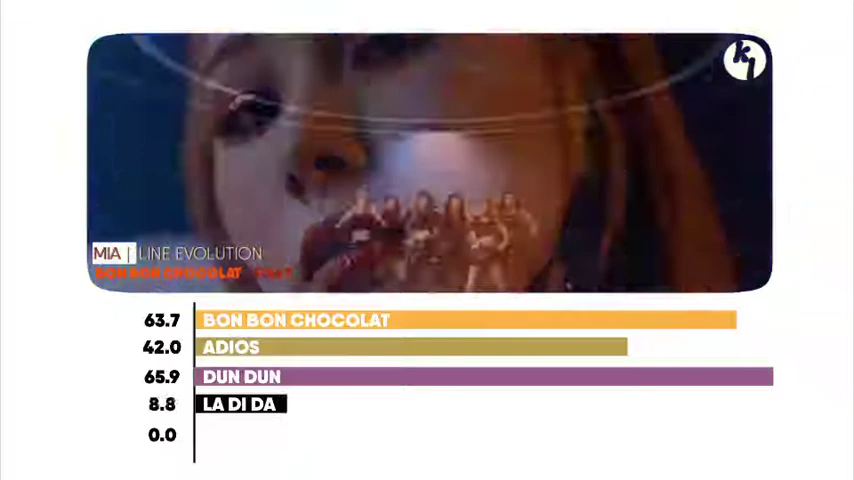 k
MIA | LINE EVOLUTION
BON BON CHOCOLAT
63.7 BON BON CHOCOLAT
42.0 ADIOS
65.9 DUN DUN
8.8 LA DI DA
0.0